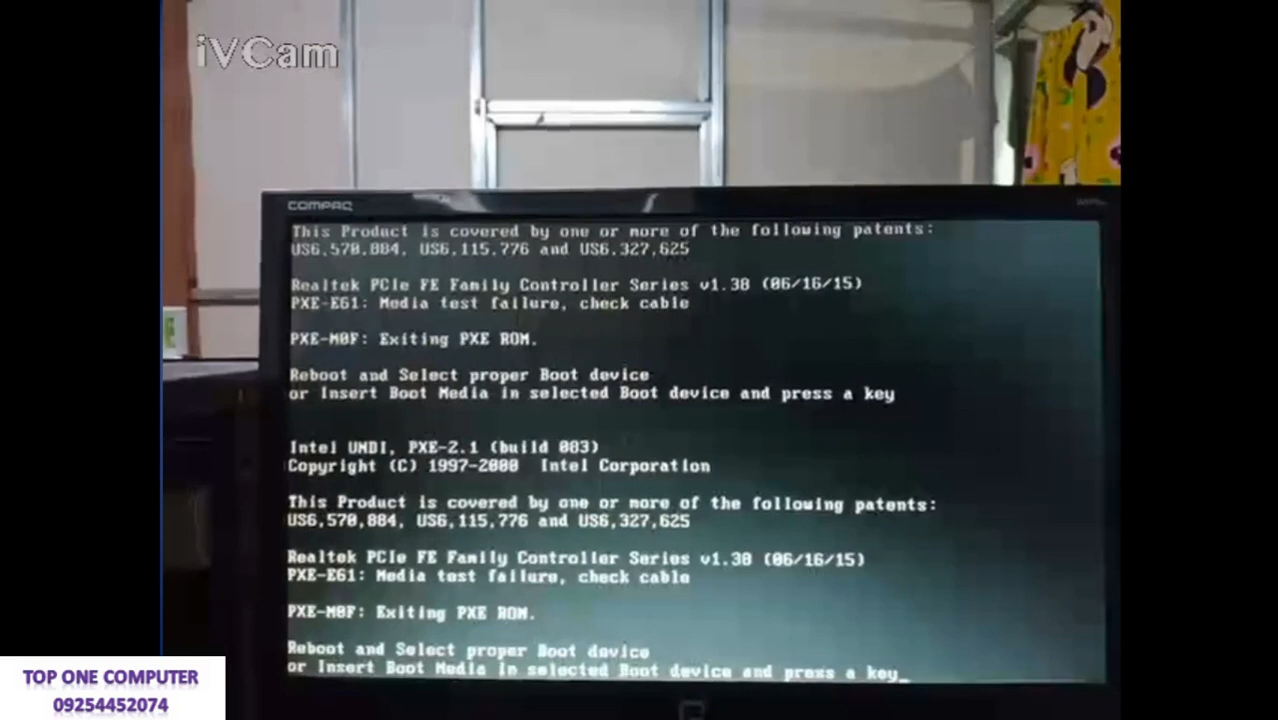 iVCam
COMPAQ
This Product is covered by one or more of the following patents:
US6,570,884, US6,115,776 and US6,327,625
Realtek PCIe FE Family Controller Series v1.38 (06/16/15)
PXE-E61: Media test failure, check cable
PXE-M0F: Exiting PXE ROM.
Reboot and Select proper Boot device
or Insert Boot Media in selected Boot device and press a key
Intel UNDI, PXE-2.1 (build 083)
Copyright (C) 1997-2000 Intel Corporation
This Product is covered by one or more of the following patents:
US6,570,884, US6,115,776 and US6,327,625
Realtek PCIe FE Family Controller Series v1.38 (06/16/15)
PXE-E61: Media test failure, check cable
PXE-M0F: Exiting PXE ROM.
Reboot and Select proper Boot device
or Insert Boot Media in selected Boot device and press a key_
TOP ONE COMPUTER
09254452074